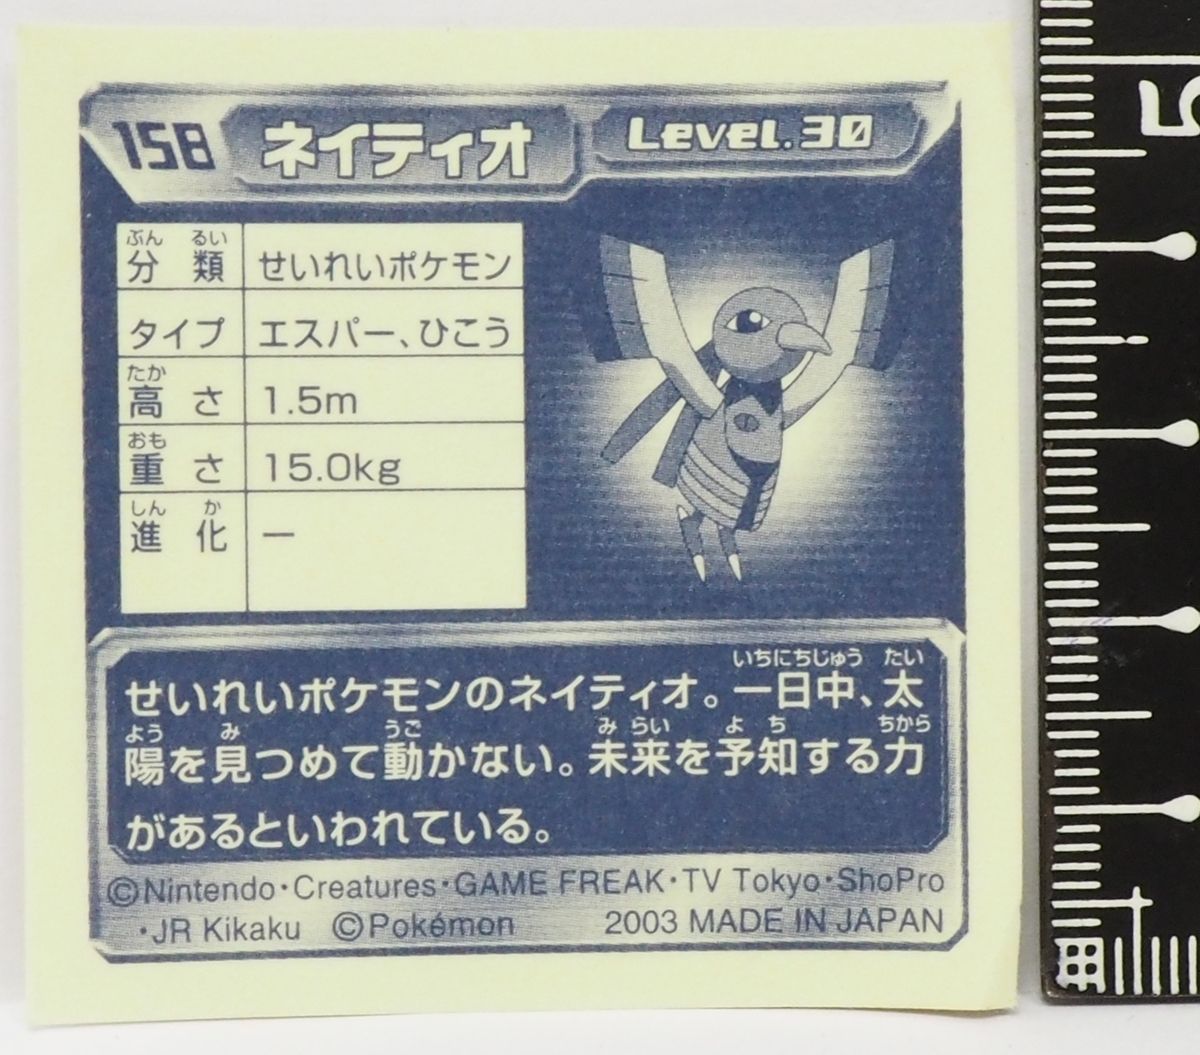 158 ネイティオ Level.30
ぶん るい
分 類 せいれいポケモン
タイプ エスパー、ひこう
たか
高 さ 1.5m
おも
重 さ 15.0kg
しん か
進 化 ー
いちにちじゅう たい
せいれいポケモンのネイティオ。一日中、太
よう み うご み らい よ ち ちから
陽を見つめて動かない。未来を予知する力
があるといわれている。
©Nintendo・Creatures・GAME FREAK・TV Tokyo・ShoPro
・JR Kikaku ©Pokémon 2003 MADE IN JAPAN
5